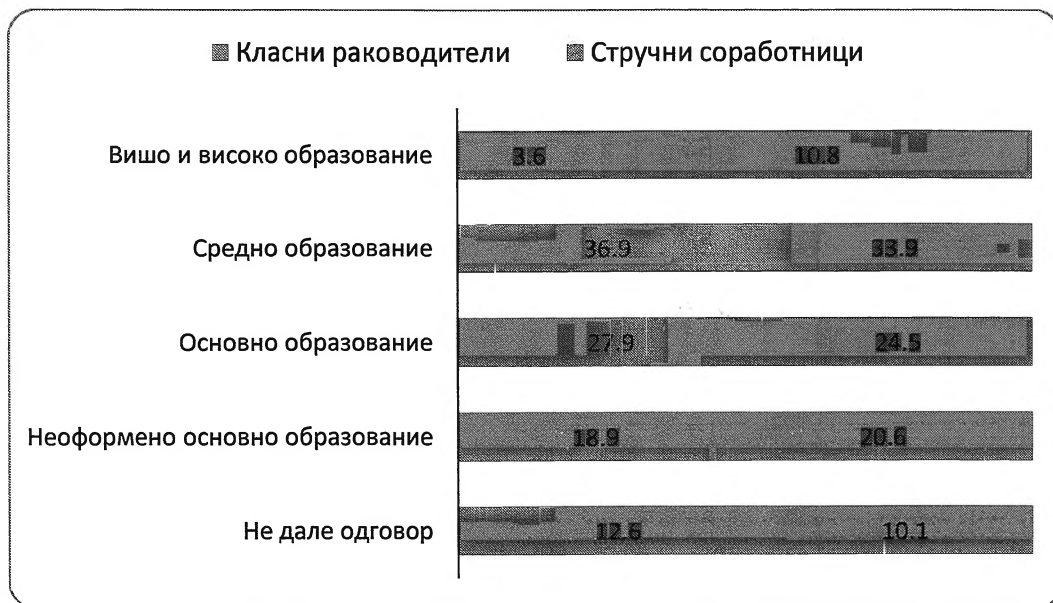 Класни раководители Стручни соработници
Вишо и високо образование 3.6 10.8
Средно образование 36.9 33.9
Основно образование 27.9 24.5
Неоформено основно образование 18.9 20.6
Не дале одговор 12.6 10.1